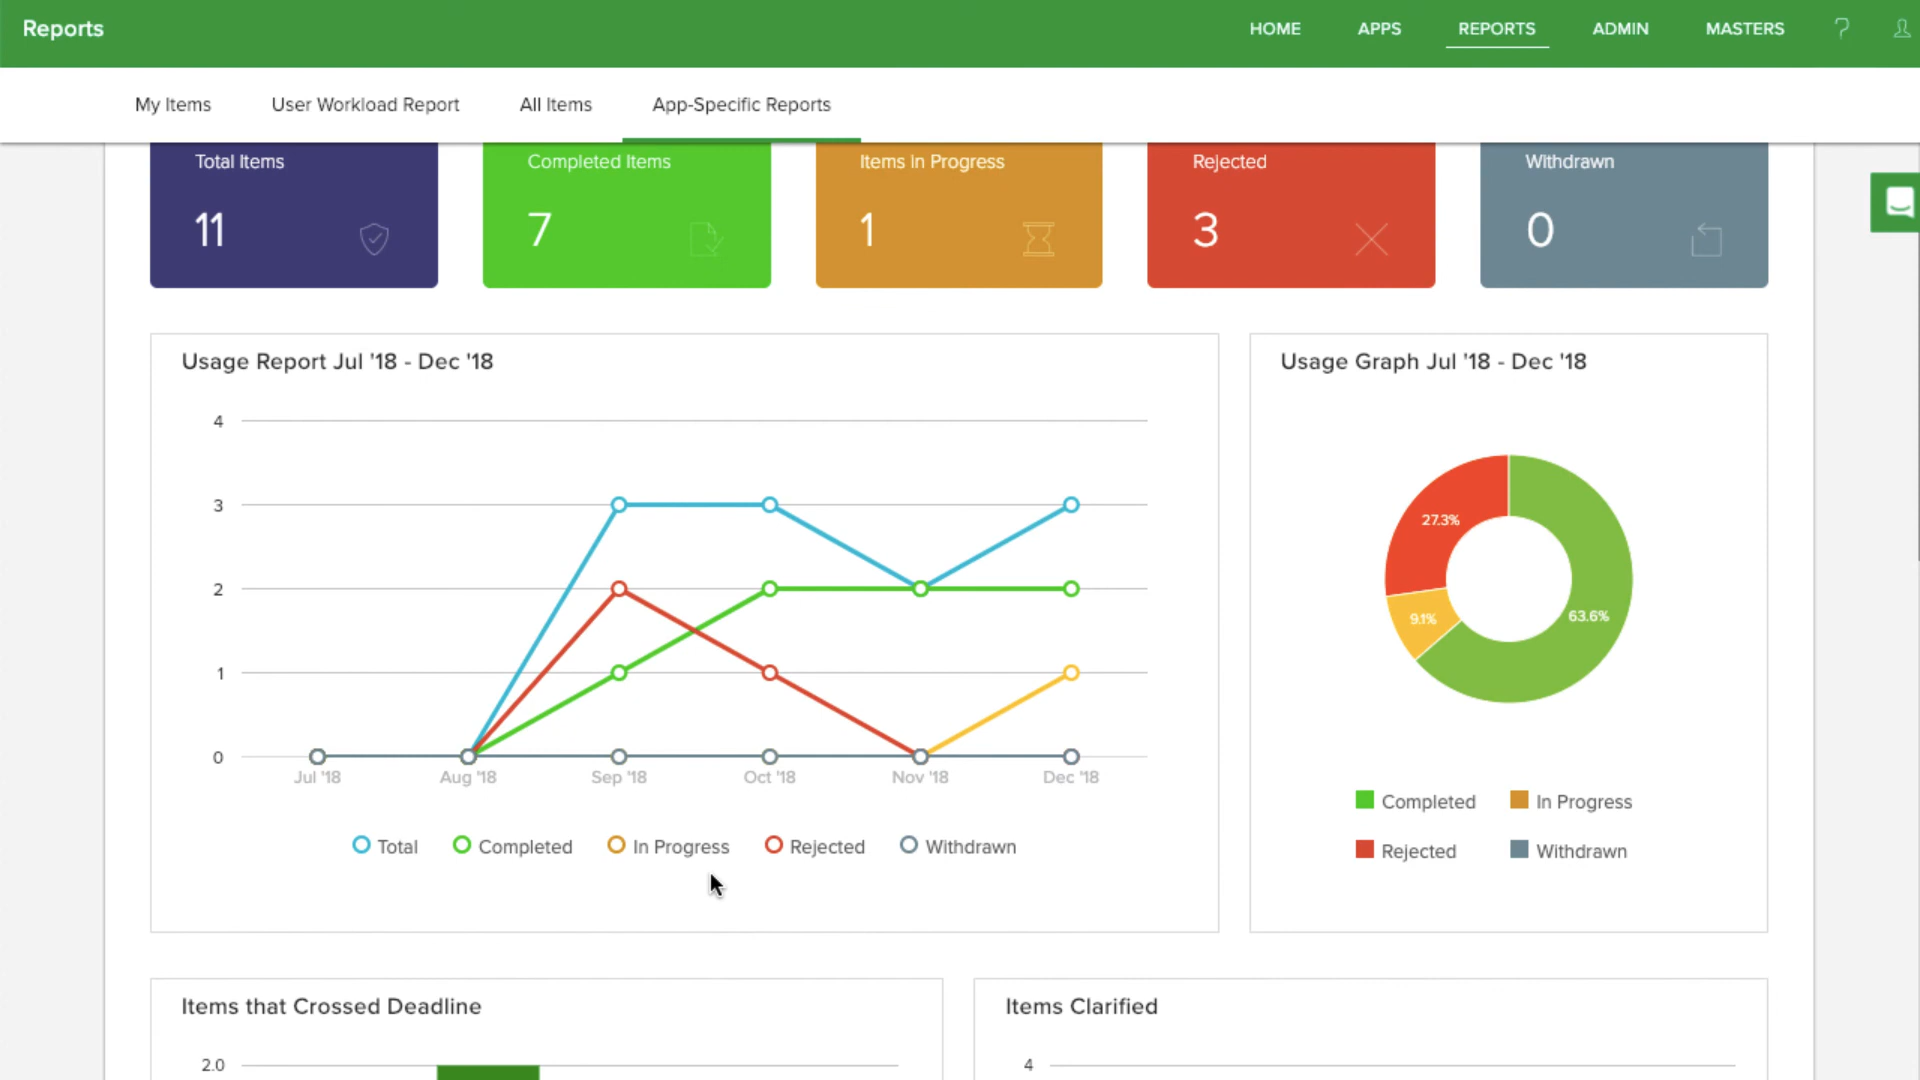 Reports
HOME APPS REPORTS ADMIN MASTERS ?
My Items User Workload Report All Items App-Specific Reports
Total Items Completed Items Items In Progress Rejected Withdrawn
11 7 1 3 0
Usage Report Jul '18 - Dec '18
4
3
2
1
0
Jul '18 Aug '18 Sep '18 Oct '18 Nov '18 Dec '18
Total Completed In Progress Rejected Withdrawn
Usage Graph Jul '18 - Dec '18
27.3%
9.1%
63.6%
Completed In Progress
Rejected Withdrawn
Items that Crossed Deadline
2.0
Items Clarified
4